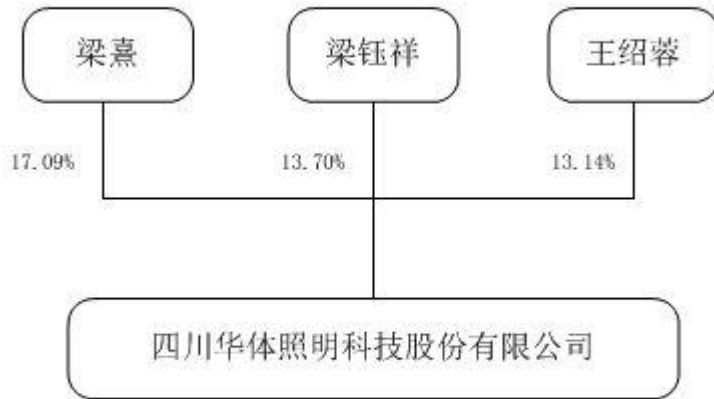 梁熹
梁钰祥
王绍蓉
17.09%
13.70%
13.14%
四川华体照明科技股份有限公司